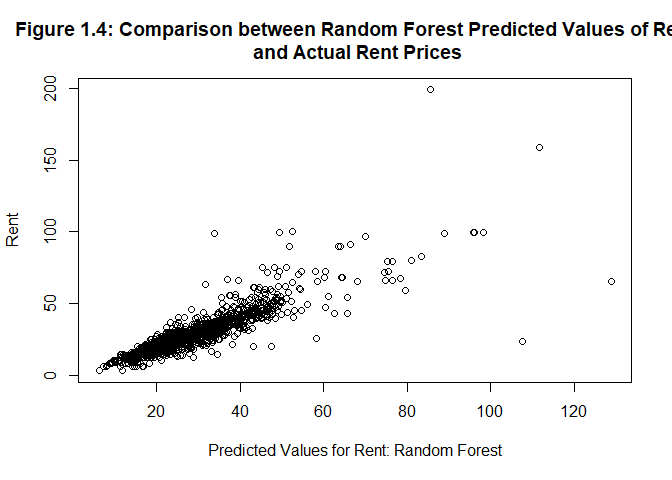 Figure 1.4: Comparison between Random Forest Predicted Values of Re
and Actual Rent Prices
200
150
100
50
0
Rent
20 40 60 80 100 120
Predicted Values for Rent: Random Forest